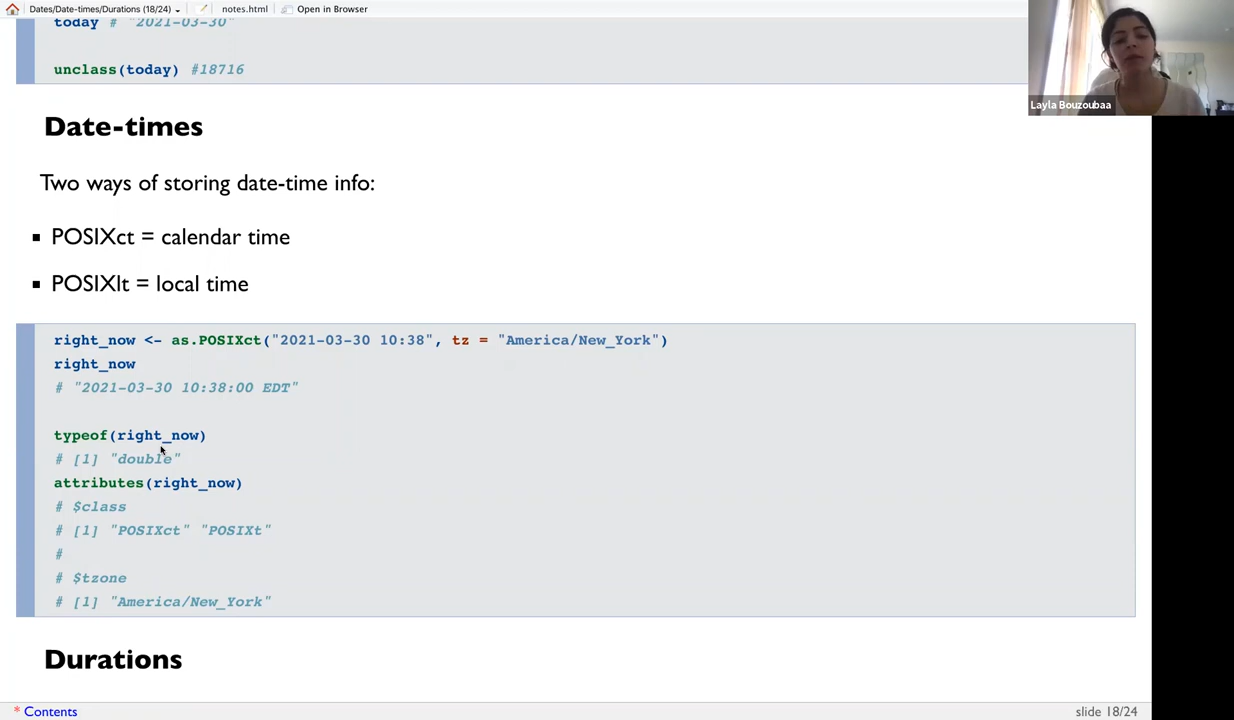 Dates/Date-times/Durations (18/24) notes.html Open in Browser
today # "2021-03-30"
unclass(today) #18716
Layla Bouzoubaa
Date-times
Two ways of storing date-time info:
POSIXct = calendar time
POSIXlt = local time
right_now <- as.POSIXct("2021-03-30 10:38", tz = "America/New_York")
right_now
# "2021-03-30 10:38:00 EDT"
typeof(right_now)
# [1] "double"
attributes(right_now)
# $class
# [1] "POSIXct" "POSIXt"
#
# $tzone
# [1] "America/New_York"
Durations
* Contents
slide 18/24